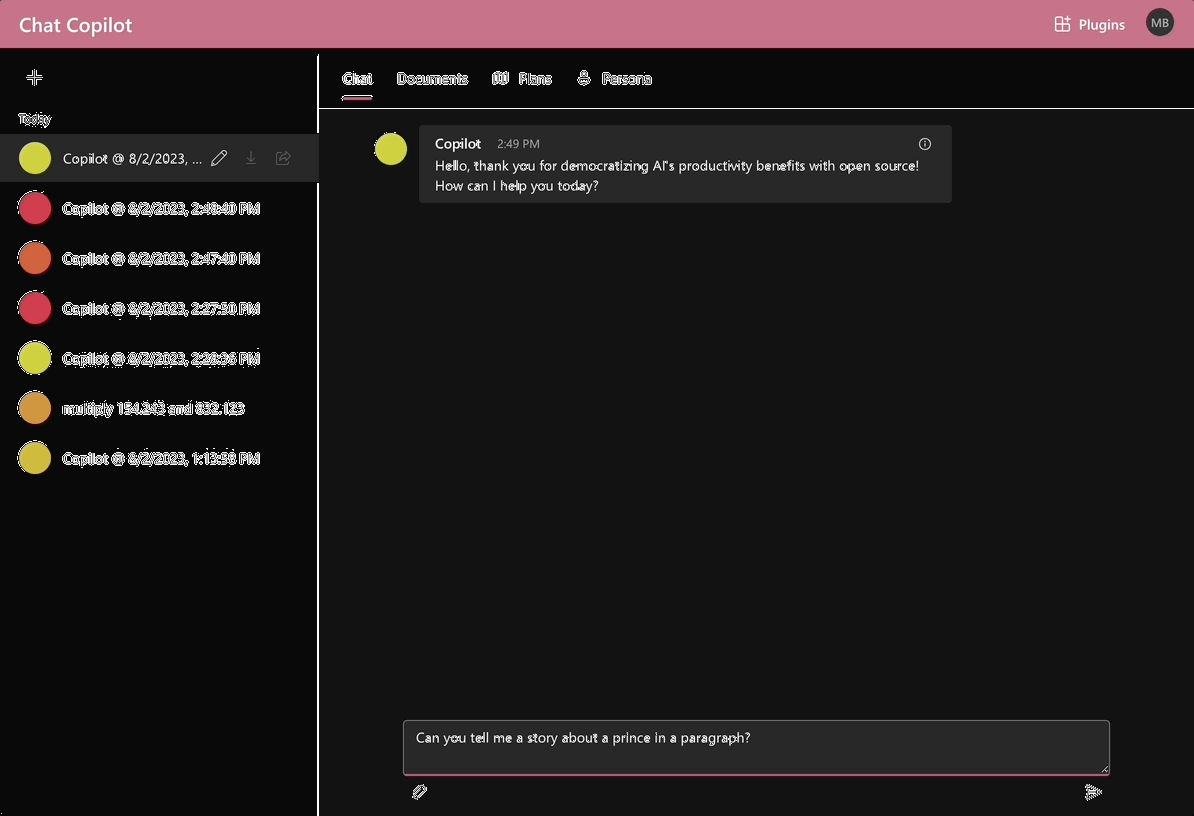 Chat Copilot
Plugins
MB
Today
Copilot @ 8/2/2023, ...
Copilot @ 8/2/2023, 2:48:40 PM
Copilot @ 8/2/2023, 2:47:40 PM
Copilot @ 8/2/2023, 2:27:50 PM
Copilot @ 8/2/2023, 2:26:36 PM
multiply 154.243 and 832.123
Copilot @ 8/2/2023, 1:13:58 PM
Chat Documents Plans Persona
Copilot 2:49 PM
Hello, thank you for democratizing AI's productivity benefits with open source!
How can I help you today?
Can you tell me a story about a prince in a paragraph?